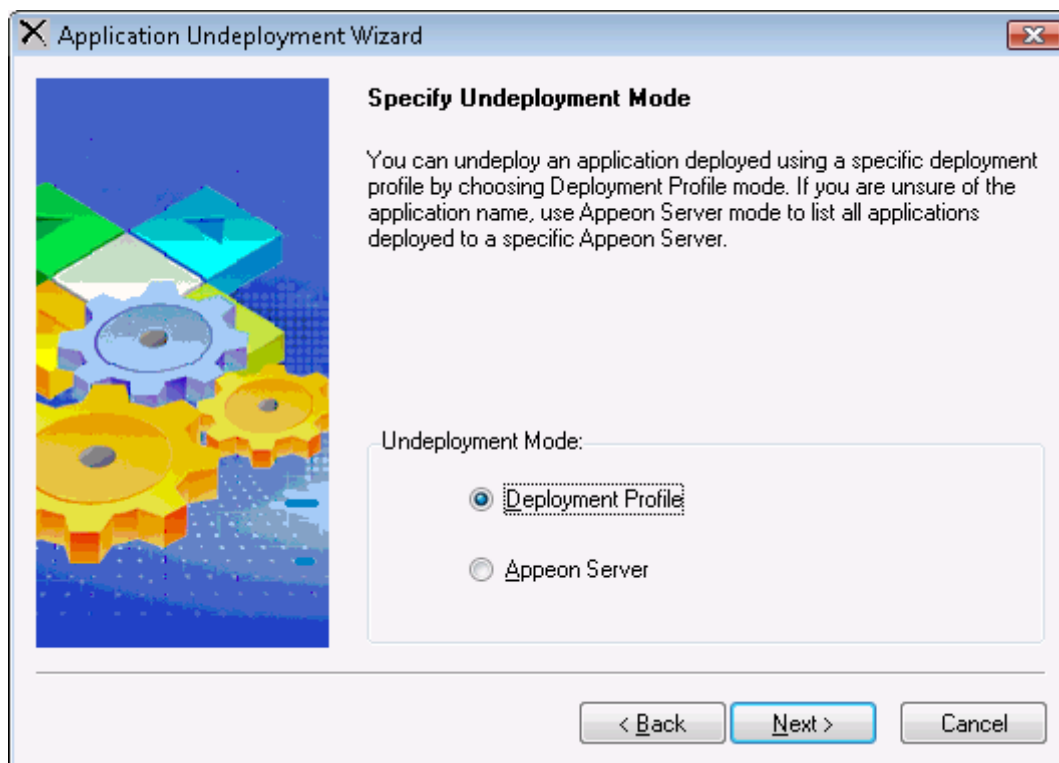 Application Undeployment Wizard
Specify Undeployment Mode
You can undeploy an application deployed using a specific deployment
profile by choosing Deployment Profile mode. If you are unsure of the
application name, use Appeon Server mode to list all applications
deployed to a specific Appeon Server.
Undeployment Mode:
Deployment Profile
Appeon Server
< Back
Next >
Cancel